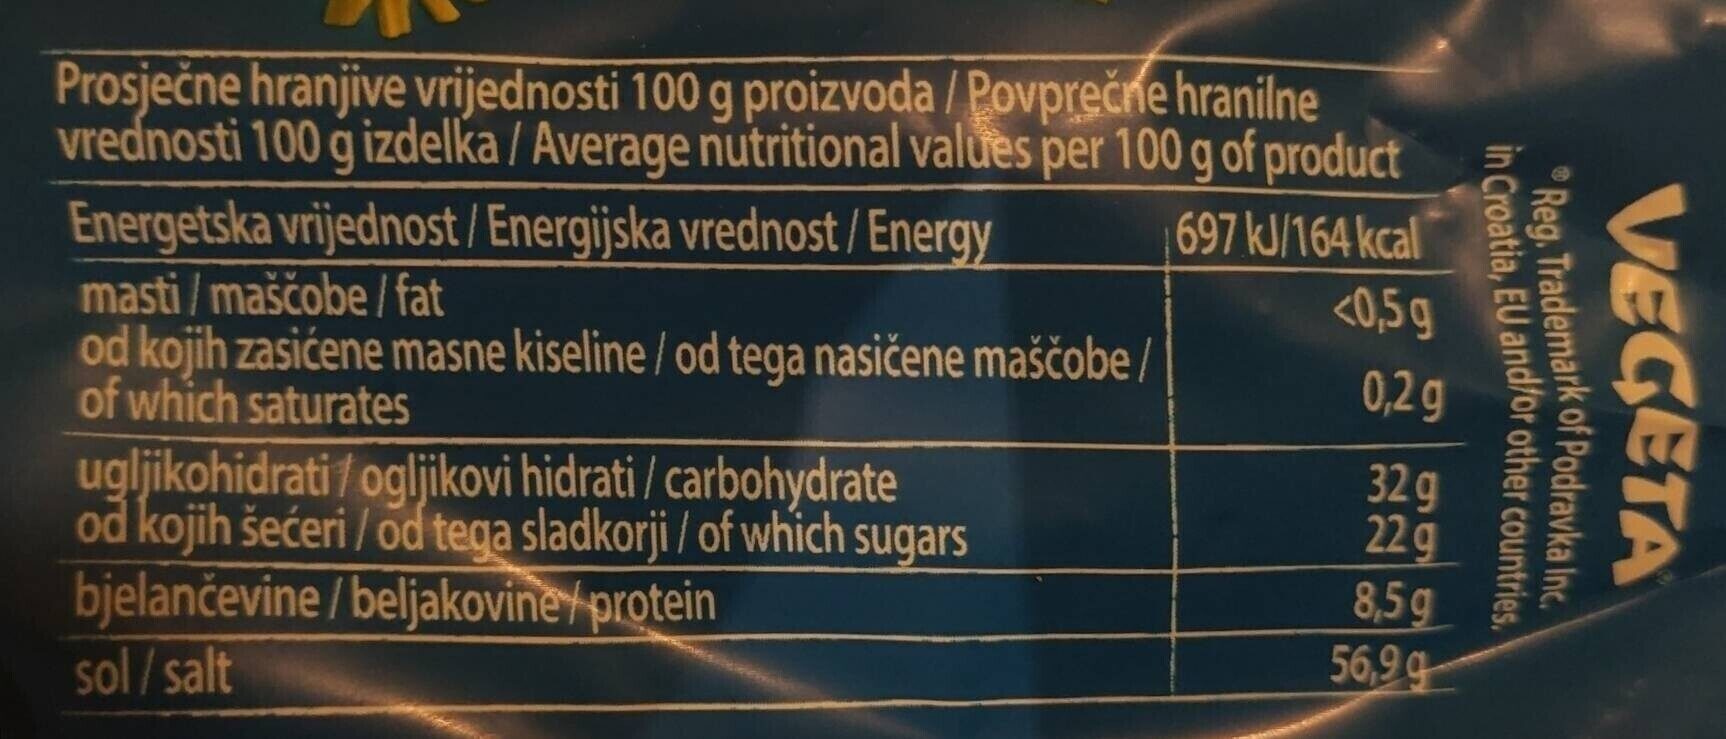 Prosječne hranjive vrijednosti 100 g proizvoda / Povprečne hranilne
vrednosti 100 g izdelka / Average nutritional values per 100 g of product
Energetska vrijednost / Energijska vrednost / Energy 697 kJ/164 kcal
masti / maščobe / fat <0,5 g
od kojih zasićene masne kiseline / od tega nasičene maščobe /
of which saturates 0,2 g
ugljikohidrati / ogljikovi hidrati / carbohydrate 32 g
od kojih šećeri / od tega sladkorji / of which sugars 22 g
bjelančevine / beljakovine / protein 8,5 g
sol / salt 56,9 g
VEGETA®
® Reg. Trademark of Podravka Inc.
in Croatia, EU and/or other countries.